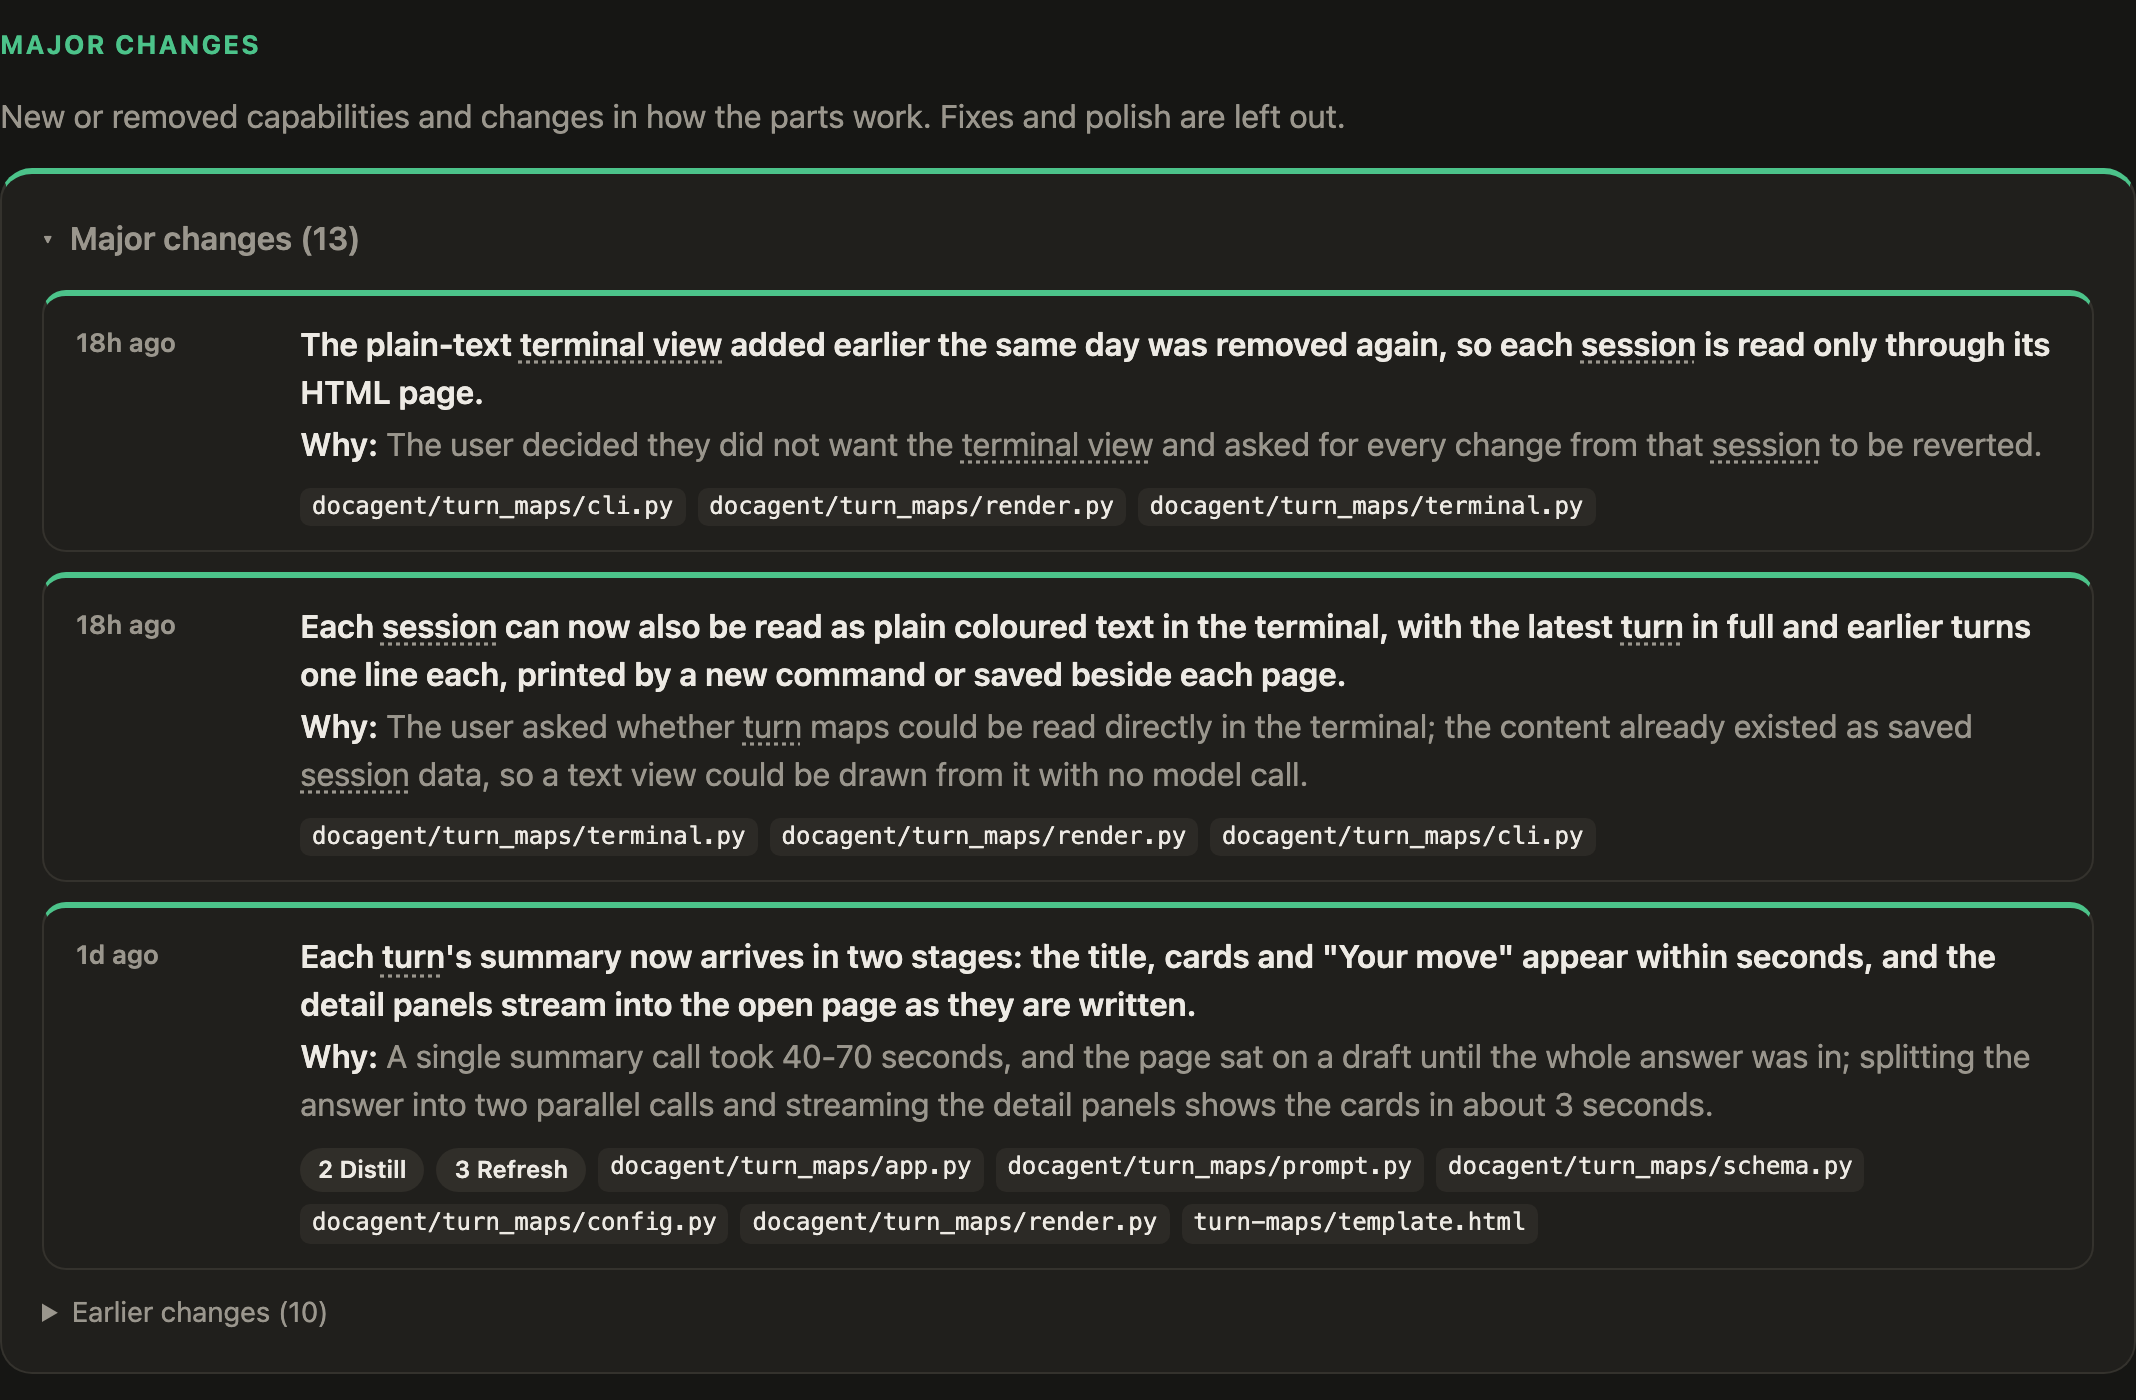 MAJOR CHANGES
New or removed capabilities and changes in how the parts work. Fixes and polish are left out.
Major changes (13)
18h ago
The plain-text terminal view added earlier the same day was removed again, so each session is read only through its
HTML page.
Why: The user decided they did not want the terminal view and asked for every change from that session to be reverted.
docagent/turn_maps/cli.py docagent/turn_maps/render.py docagent/turn_maps/terminal.py
18h ago
Each session can now also be read as plain coloured text in the terminal, with the latest turn in full and earlier turns
one line each, printed by a new command or saved beside each page.
Why: The user asked whether turn maps could be read directly in the terminal; the content already existed as saved
session data, so a text view could be drawn from it with no model call.
docagent/turn_maps/terminal.py docagent/turn_maps/render.py docagent/turn_maps/cli.py
1d ago
Each turn's summary now arrives in two stages: the title, cards and "Your move" appear within seconds, and the
detail panels stream into the open page as they are written.
Why: A single summary call took 40-70 seconds, and the page sat on a draft until the whole answer was in; splitting the
answer into two parallel calls and streaming the detail panels shows the cards in about 3 seconds.
2 Distill 3 Refresh docagent/turn_maps/app.py docagent/turn_maps/prompt.py docagent/turn_maps/schema.py
docagent/turn_maps/config.py docagent/turn_maps/render.py turn-maps/template.html
Earlier changes (10)